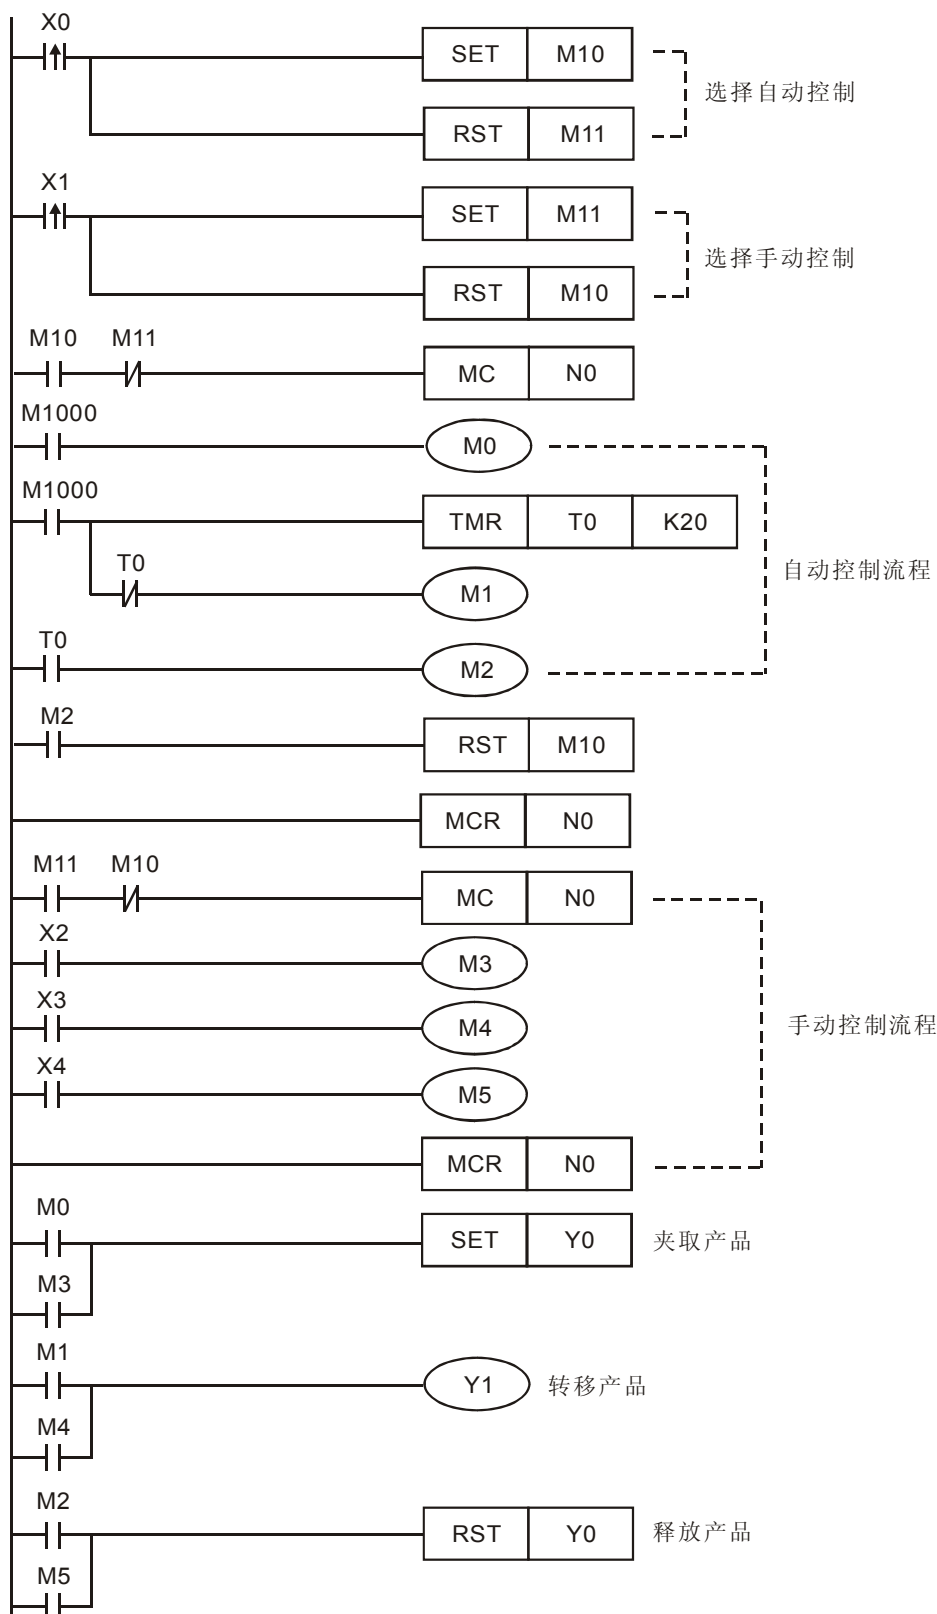 X0
SET M10
选择自动控制
RST M11
X1
SET M11
选择手动控制
RST M10
M10 M11
MC N0
M1000
M0
M1000
TMR T0 K20
自动控制流程
T0
M1
T0
M2
M2
RST M10
MCR N0
M11 M10
MC N0
X2
M3
X3
M4
手动控制流程
X4
M5
MCR N0
M0
SET Y0 夹取产品
M3
M1
Y1 转移产品
M4
M2
RST Y0 释放产品
M5